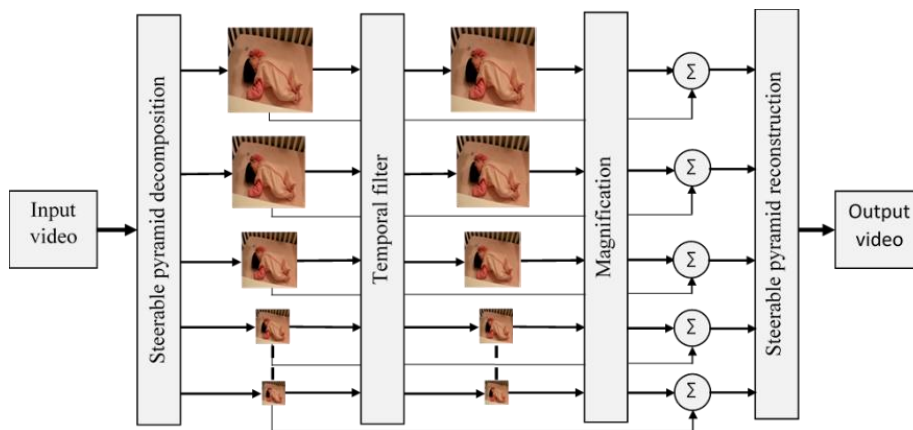 Input
video
Steerable pyramid decomposition
Temporal filter
Magnification
Σ
Σ
Σ
Σ
Σ
Steerable pyramid reconstruction
Output
video